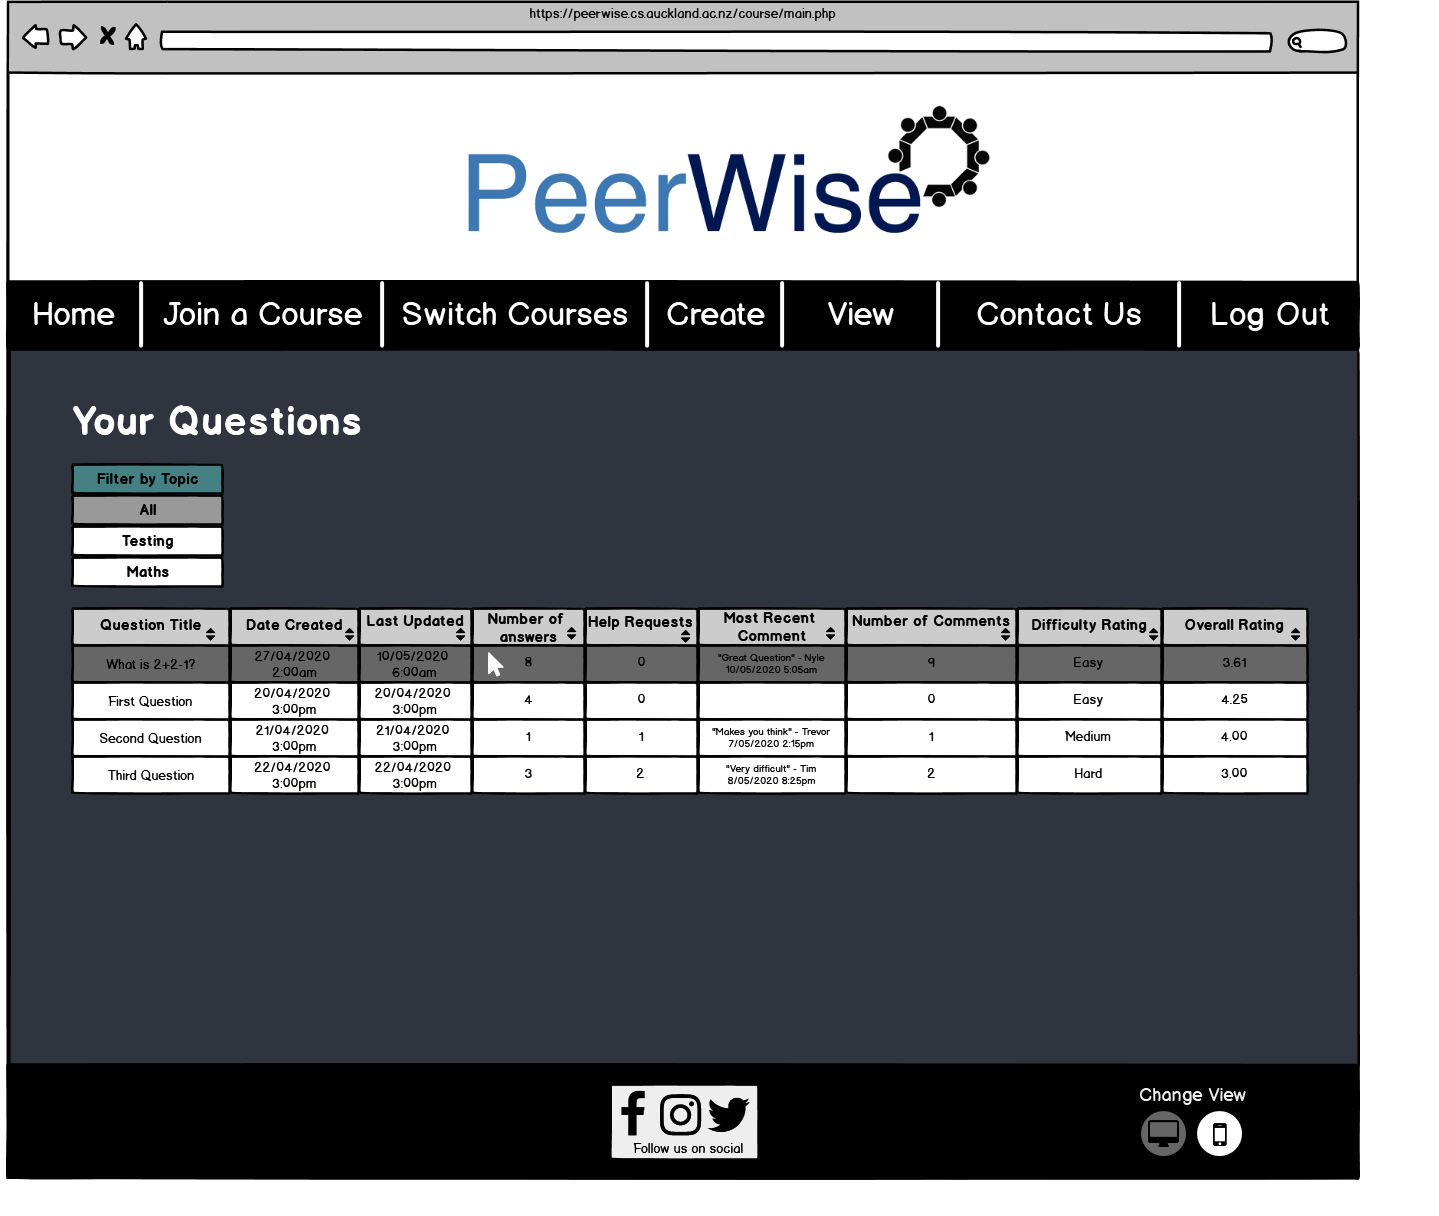 https://peerwise.cs.auckland.ac.nz/course/main.php
PeerWise
Home Join a Course Switch Courses Create View Contact Us Log Out
Your Questions
Filter by Topic
All
Testing
Maths
Question Title Date Created Last Updated Number of answers Help Requests Most Recent Comment Number of Comments Difficulty Rating Overall Rating
What is 2+2-1? 27/04/2020 2:00am 10/05/2020 6:00am 8 0 "Great Question" - Nyle 10/05/2020 5:05am 9 Easy 3.61
First Question 20/04/2020 3:00pm 20/04/2020 3:00pm 4 0 0 Easy 4.25
Second Question 21/04/2020 3:00pm 21/04/2020 3:00pm 1 1 "Makes you think" - Trevor 7/05/2020 2:15pm 1 Medium 4.00
Third Question 22/04/2020 3:00pm 22/04/2020 3:00pm 3 2 "Very difficult" - Tim 8/05/2020 8:25pm 2 Hard 3.00
Change View
Follow us on social